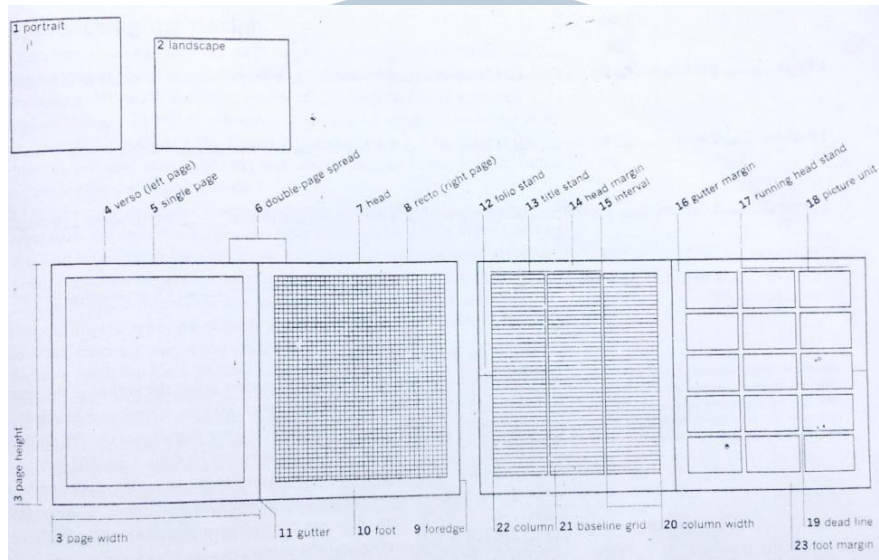 1 portrait
2 landscape
4 verso (left page)
5 single page
6 double-page spread
7 head
8 recto (right page)
12 folio stand
13 title stand
14 head margin
15 interval
16 gutter margin
17 running head stand
18 picture unit
3 page height
3 page width
11 gutter
10 foot
9 foredge
22 column
21 baseline grid
20 column width
19 dead line
23 foot margin